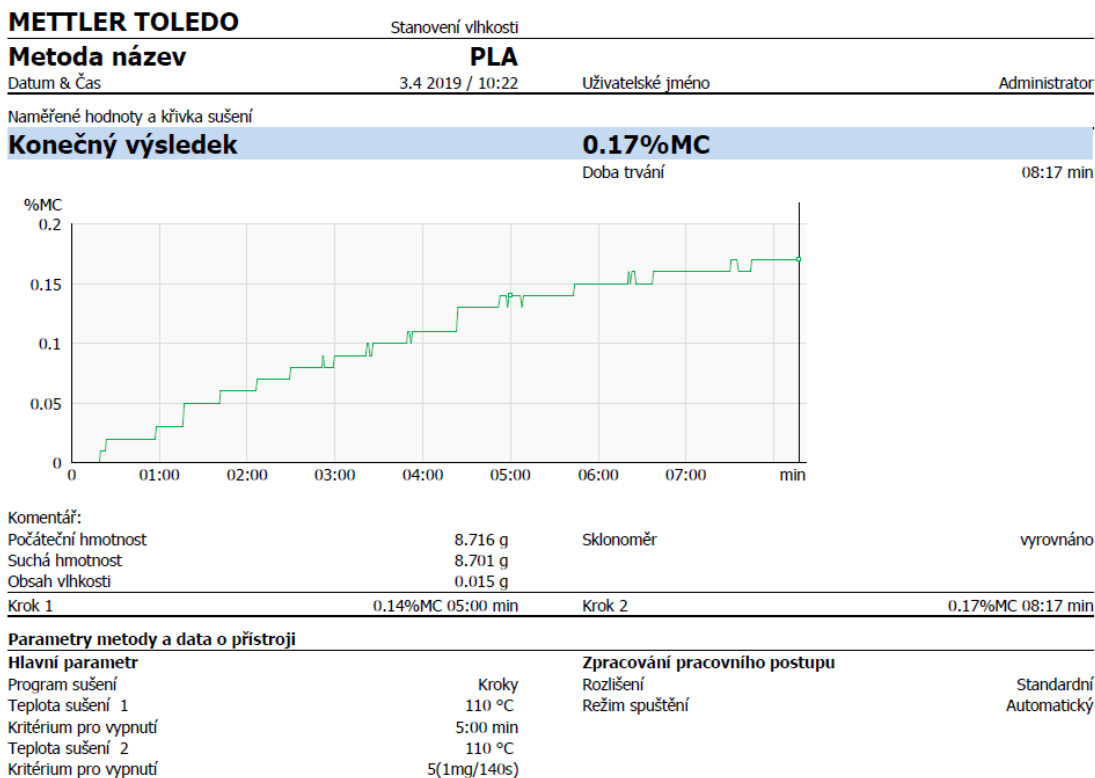 METTLER TOLEDO Stanovení vlhkosti
Metoda název PLA
Datum & Čas 3.4 2019 / 10:22 Uživatelské jméno Administrator
Naměřené hodnoty a křivka sušení
Konečný výsledek 0.17%MC
Doba trvání 08:17 min
%MC
0.2
0.15
0.1
0.05
0
0 01:00 02:00 03:00 04:00 05:00 06:00 07:00 min
Komentář:
Počáteční hmotnost 8.716 g Sklonoměr vyrovnáno
Suchá hmotnost 8.701 g
Obsah vlhkosti 0.015 g
Krok 1 0.14%MC 05:00 min Krok 2 0.17%MC 08:17 min
Parametry metody a data o přístroji
Hlavní parametr Zpracování pracovního postupu
Program sušení Kroky Rozlišení Standardní
Teplota sušení 1 110 °C Režim spuštění Automatický
Kritérium pro vypnutí 5:00 min
Teplota sušení 2 110 °C
Kritérium pro vypnutí 5(1mg/140s)